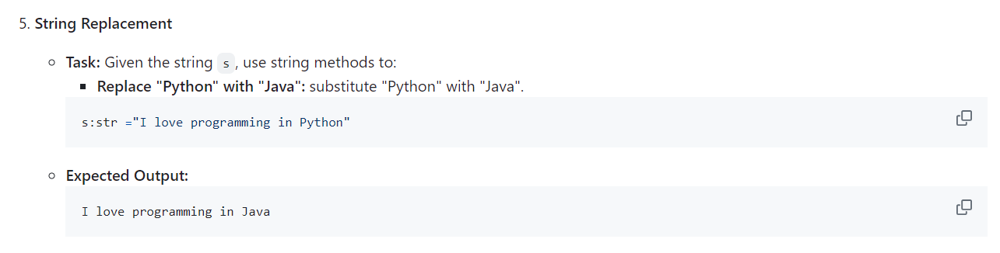 5. String Replacement
Task: Given the string s, use string methods to:
Replace "Python" with "Java": substitute "Python" with "Java".
s:str ="I love programming in Python"
Expected Output:
I love programming in Java